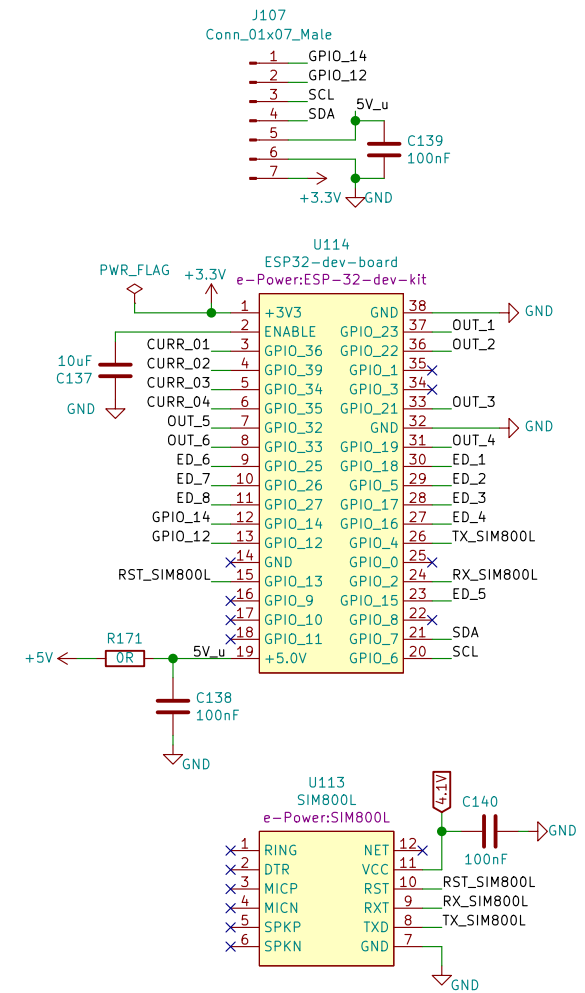 J107
Conn_01x07_Male
1 GPIO_14
2 GPIO_12
3 SCL
4 SDA
5V_u
5
C139
100nF
6
7
+3.3V
GND
U114
ESP32-dev-board
e-Power:ESP-32-dev-kit
PWR_FLAG
+3.3V
1 +3V3 GND 38 GND
2 ENABLE GPIO_23 37 OUT_1
CURR_01 3 GPIO_36 GPIO_22 36 OUT_2
10uF
C137
GND
CURR_02 4 GPIO_39 GPIO_1 35
CURR_03 5 GPIO_34 GPIO_3 34
CURR_04 6 GPIO_35 GPIO_21 33 OUT_3
OUT_5 7 GPIO_32 GND 32 GND
OUT_6 8 GPIO_33 GPIO_19 31 OUT_4
ED_6 9 GPIO_25 GPIO_18 30 ED_1
ED_7 10 GPIO_26 GPIO_5 29 ED_2
ED_8 11 GPIO_27 GPIO_17 28 ED_3
GPIO_14 12 GPIO_14 GPIO_16 27 ED_4
GPIO_12 13 GPIO_12 GPIO_4 26 TX_SIM800L
14 GND GPIO_0 25
RST_SIM800L 15 GPIO_13 GPIO_2 24 RX_SIM800L
16 GPIO_9 GPIO_15 23 ED_5
17 GPIO_10 GPIO_8 22
18 GPIO_11 GPIO_7 21 SDA
R171
+5V 0R 5V_u 19 +5.0V GPIO_6 20 SCL
C138
100nF
GND
U113
SIM800L
e-Power:SIM800L
4.1V
C140
100nF
GND
1 RING NET 12
2 DTR VCC 11
3 MICP RST 10 RST_SIM800L
4 MICN RXT 9 RX_SIM800L
5 SPKP TXD 8 TX_SIM800L
6 SPKN GND 7
GND